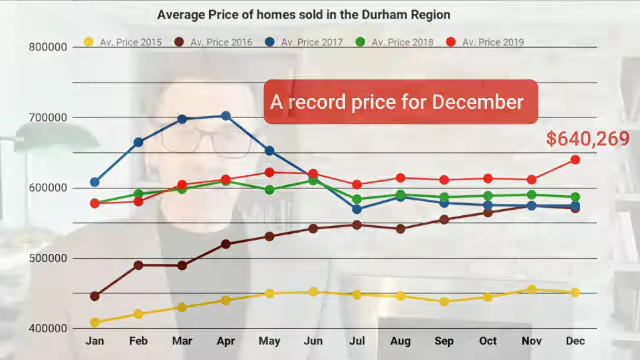 Average Price of homes sold in the Durham Region
800000
Av. Price 2015 Av. Price 2016 Av. Price 2017 Av. Price 2018 Av. Price 2019
A record price for December
700000
$640,269
600000
500000
400000
Jan Feb Mar Apr May Jun Jul Aug Sep Oct Nov Dec